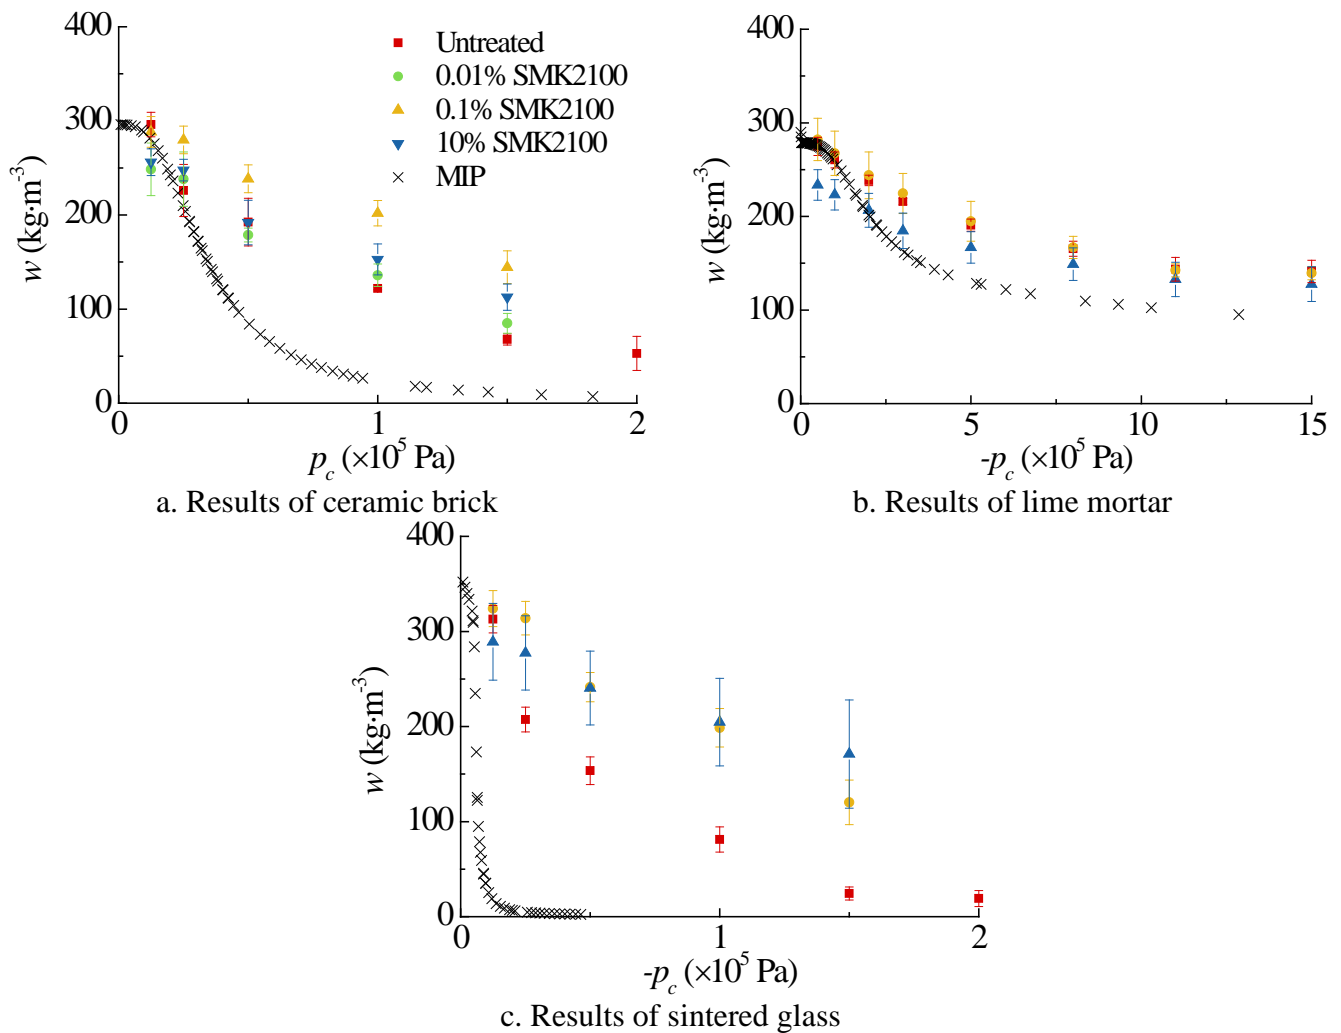 400
300
200
100
0
w (kg·m⁻³)
Untreated
0.01% SMK2100
0.1% SMK2100
10% SMK2100
MIP
0 1 2
p_c (×10⁵ Pa)
a. Results of ceramic brick
400
300
200
100
0
w (kg·m⁻³)
0 5 10 15
-p_c (×10⁵ Pa)
b. Results of lime mortar
400
300
200
100
0
w (kg·m⁻³)
0 1 2
-p_c (×10⁵ Pa)
c. Results of sintered glass